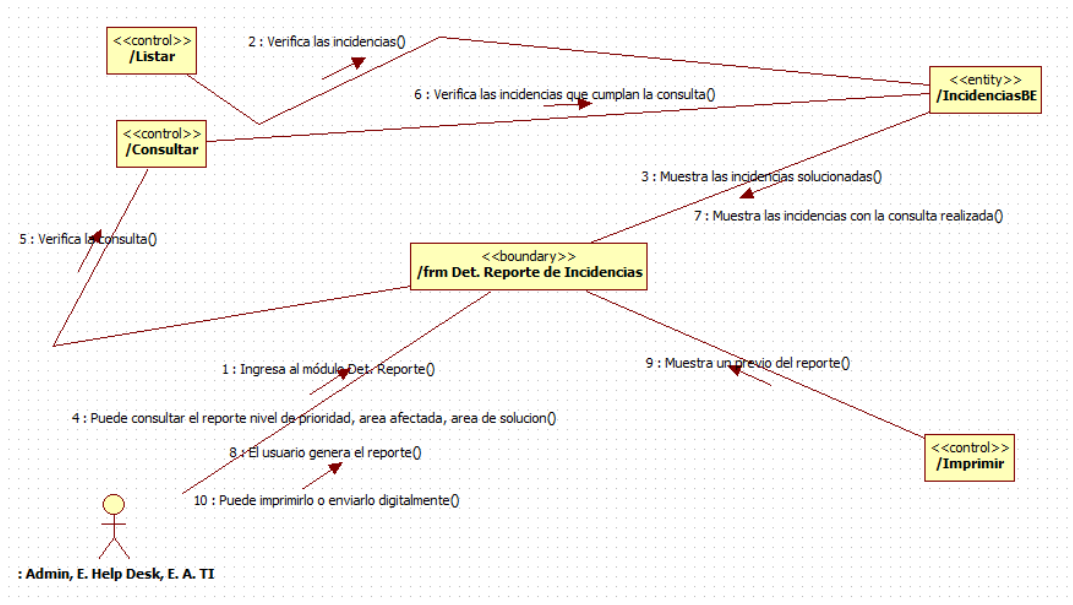 <<control>>
/Listar
2 : Verifica las incidencias()
<<entity>>
/IncidenciasBE
6 : Verifica las incidencias que cumplan la consulta()
<<control>>
/Consultar
3 : Muestra las incidencias solucionadas()
7 : Muestra las incidencias con la consulta realizada()
5 : Verifica la consulta()
<<boundary>>
/frm Det. Reporte de Incidencias
1 : Ingresa al módulo Det. Reporte()
9 : Muestra un previo del reporte()
4 : Puede consultar el reporte nivel de prioridad, area afectada, area de solucion()
8 : El usuario genera el reporte()
<<control>>
/Imprimir
10 : Puede imprimirlo o enviarlo digitalmente()
: Admin, E. Help Desk, E. A. TI